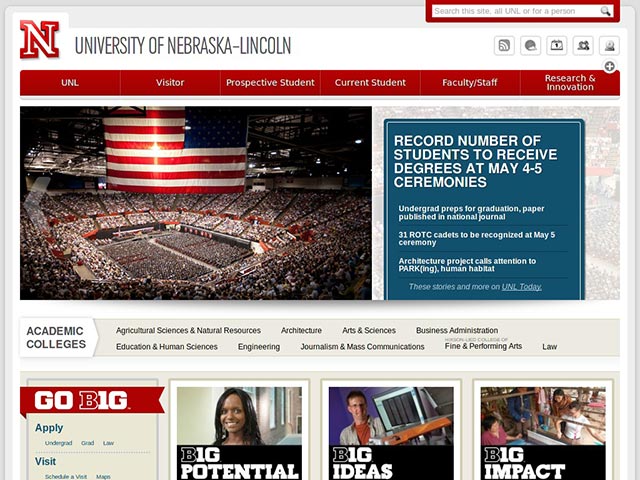 Search this site, all UNL or for a person
N
UNIVERSITY OF NEBRASKA–LINCOLN
UNL
Visitor
Prospective Student
Current Student
Faculty/Staff
Research &
Innovation
RECORD NUMBER OF
STUDENTS TO RECEIVE
DEGREES AT MAY 4-5
CEREMONIES
Undergrad preps for graduation, paper
published in national journal
31 ROTC cadets to be recognized at May 5
ceremony
Architecture project calls attention to
PARK(ing), human habitat
These stories and more on UNL Today.
ACADEMIC
COLLEGES
Agricultural Sciences & Natural Resources
Architecture
Arts & Sciences
Business Administration
Education & Human Sciences
Engineering
Journalism & Mass Communications
HIXSON-LIED COLLEGE OF
Fine & Performing Arts
Law
GO B1G
Apply
Undergrad
Grad
Law
Visit
Schedule a Visit
Maps
B1G
POTENTIAL
B1G
IDEAS
B1G
IMPACT